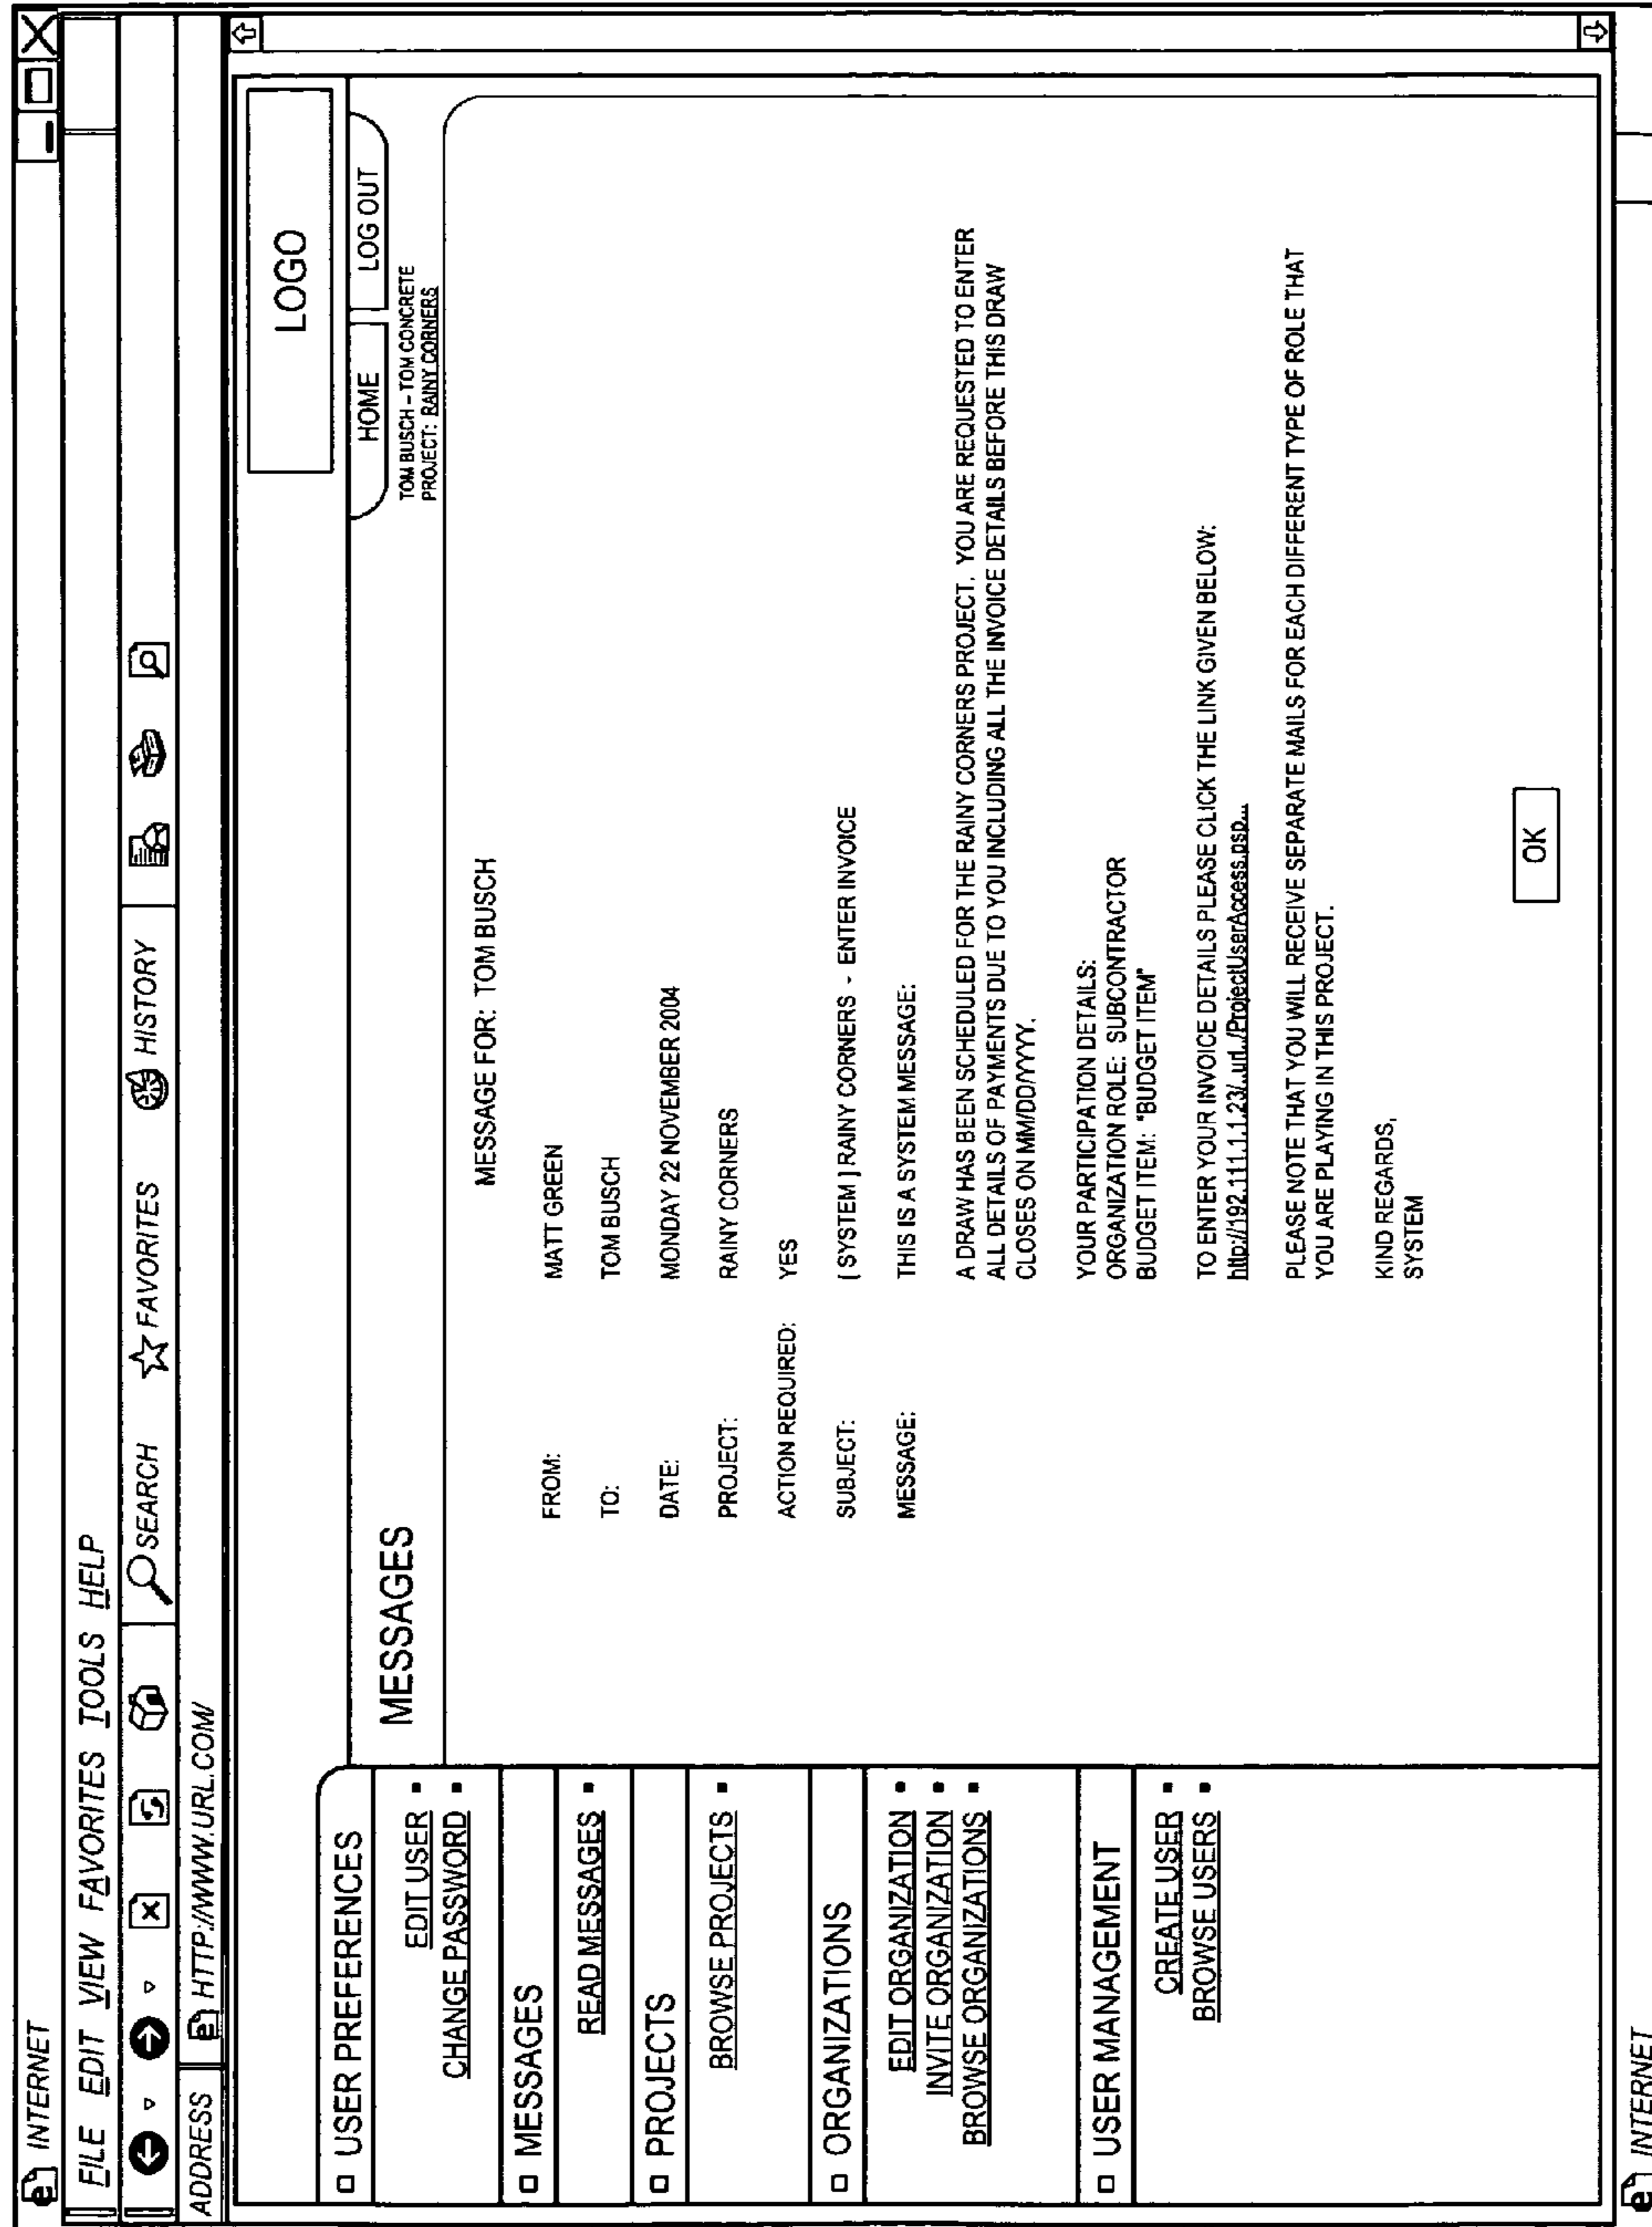 INTERNET
FILE EDIT VIEW FAVORITES TOOLS HELP
SEARCH FAVORITES HISTORY
ADDRESS HTTP://WWW.URL.COM/
LOGO
HOME LOG OUT
TOM BUSCH – TOM CONCRETE
PROJECT: RAINY CORNERS
USER PREFERENCES
EDIT USER
CHANGE PASSWORD
MESSAGES
READ MESSAGES
PROJECTS
BROWSE PROJECTS
ORGANIZATIONS
EDIT ORGANIZATION
INVITE ORGANIZATION
BROWSE ORGANIZATIONS
USER MANAGEMENT
CREATE USER
BROWSE USERS
MESSAGES
MESSAGE FOR: TOM BUSCH
FROM: MATT GREEN
TO: TOM BUSCH
DATE: MONDAY 22 NOVEMBER 2004
PROJECT: RAINY CORNERS
ACTION REQUIRED: YES
SUBJECT: [ SYSTEM ] RAINY CORNERS - ENTER INVOICE
MESSAGE: THIS IS A SYSTEM MESSAGE:
A DRAW HAS BEEN SCHEDULED FOR THE RAINY CORNERS PROJECT. YOU ARE REQUESTED TO ENTER
ALL DETAILS OF PAYMENTS DUE TO YOU INCLUDING ALL THE INVOICE DETAILS BEFORE THIS DRAW
CLOSES ON MM/DD/YYYY.
YOUR PARTICIPATION DETAILS:
ORGANIZATION ROLE: SUBCONTRACTOR
BUDGET ITEM: "BUDGET ITEM"
TO ENTER YOUR INVOICE DETAILS PLEASE CLICK THE LINK GIVEN BELOW:
http://192.111.1.23/..url../ProjectUserAccess.psp...
PLEASE NOTE THAT YOU WILL RECEIVE SEPARATE MAILS FOR EACH DIFFERENT TYPE OF ROLE THAT
YOU ARE PLAYING IN THIS PROJECT.
KIND REGARDS,
SYSTEM
OK
INTERNET